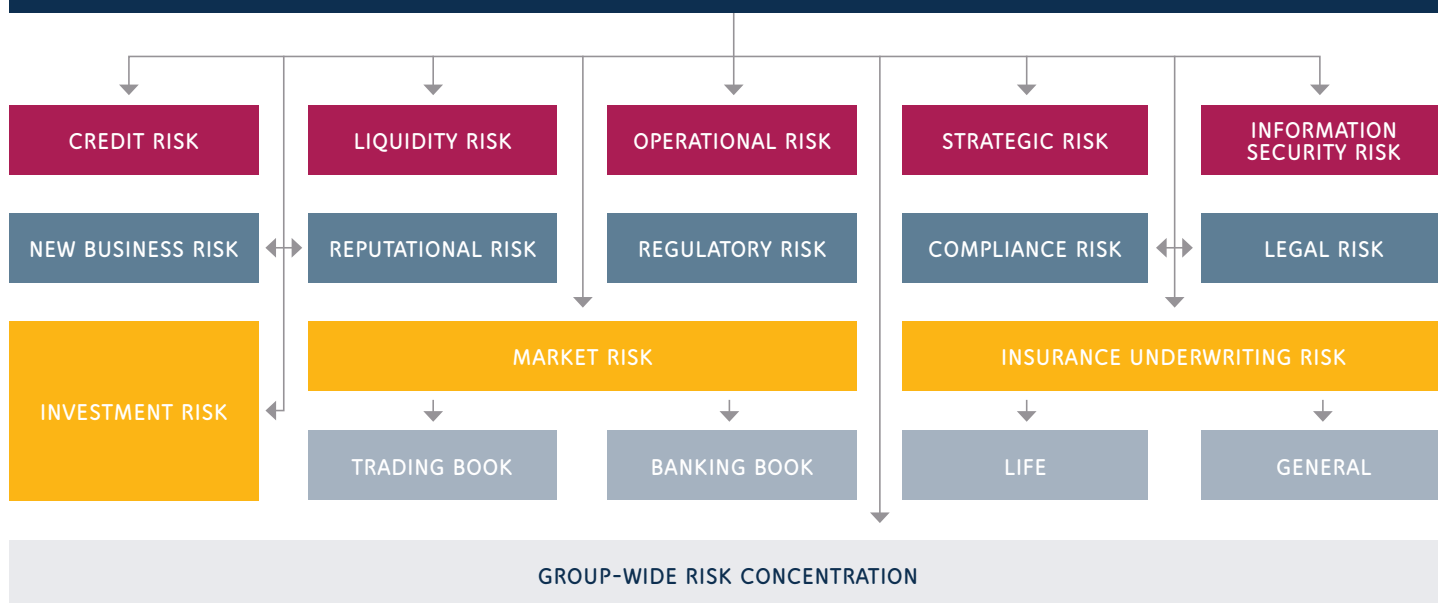 CREDIT RISK
LIQUIDITY RISK
OPERATIONAL RISK
STRATEGIC RISK
INFORMATION
SECURITY RISK
NEW BUSINESS RISK
REPUTATIONAL RISK
REGULATORY RISK
COMPLIANCE RISK
LEGAL RISK
INVESTMENT RISK
MARKET RISK
INSURANCE UNDERWRITING RISK
TRADING BOOK
BANKING BOOK
LIFE
GENERAL
GROUP-WIDE RISK CONCENTRATION